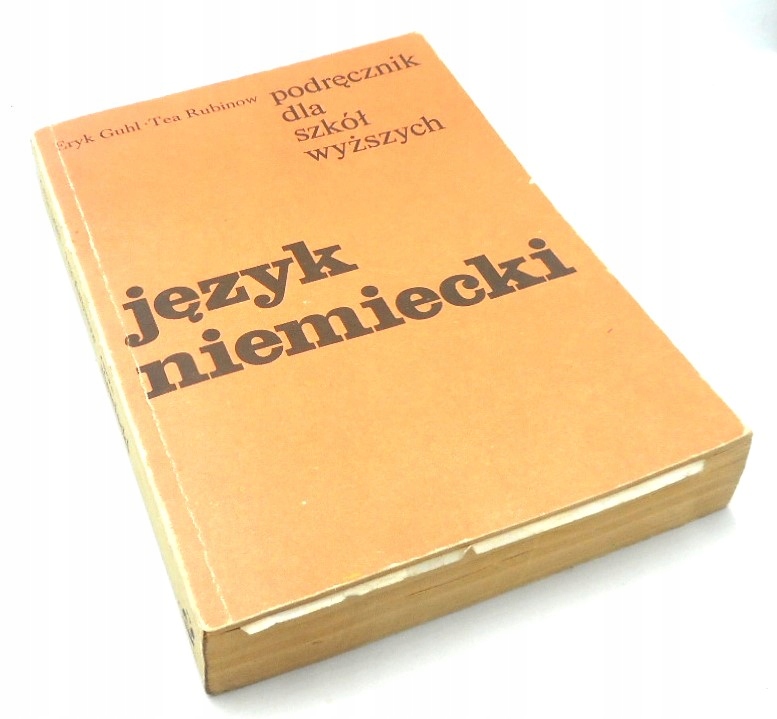 Eryk Guhl · Tea Rubinow
podręcznik
dla
szkół
wyższych
język
niemiecki